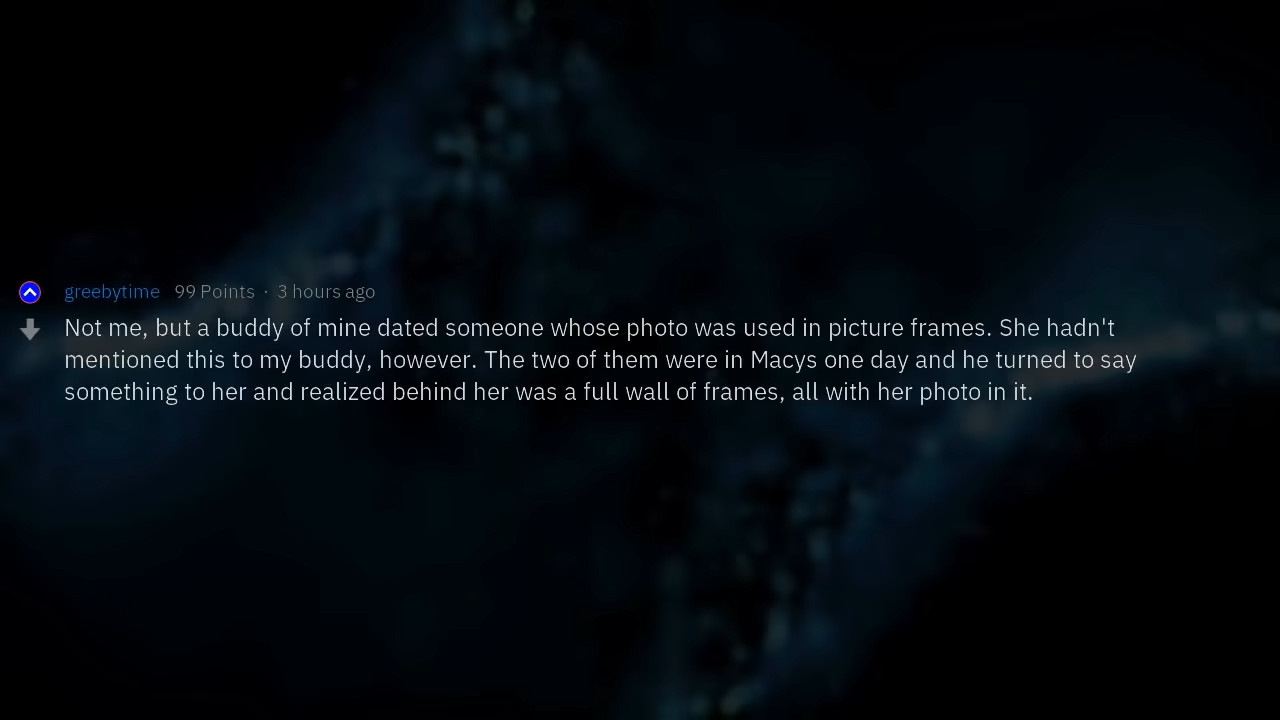 greebytime 99 Points · 3 hours ago
Not me, but a buddy of mine dated someone whose photo was used in picture frames. She hadn't
mentioned this to my buddy, however. The two of them were in Macys one day and he turned to say
something to her and realized behind her was a full wall of frames, all with her photo in it.